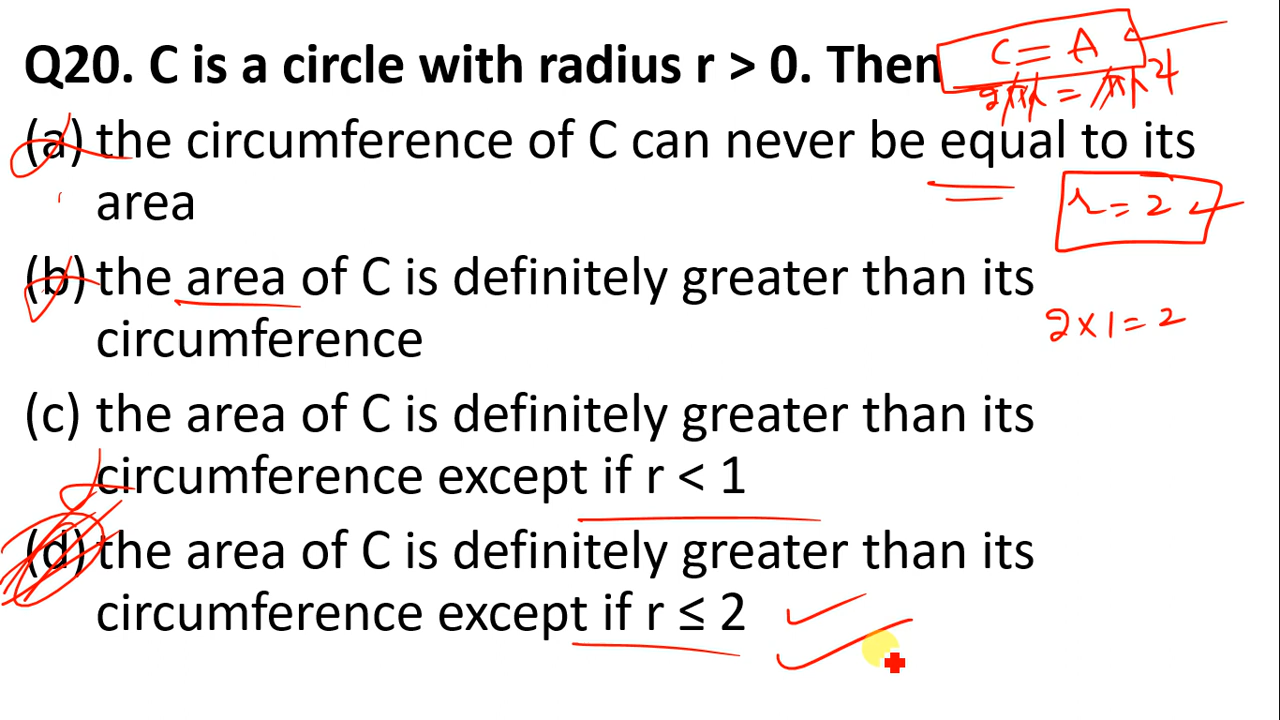 Q20. C is a circle with radius r > 0. Then
C = A
2πr = πr²
(a) the circumference of C can never be equal to its
area
r = 2
(b) the area of C is definitely greater than its
circumference
2 × 1 = 2
(c) the area of C is definitely greater than its
circumference except if r < 1
(d) the area of C is definitely greater than its
circumference except if r ≤ 2